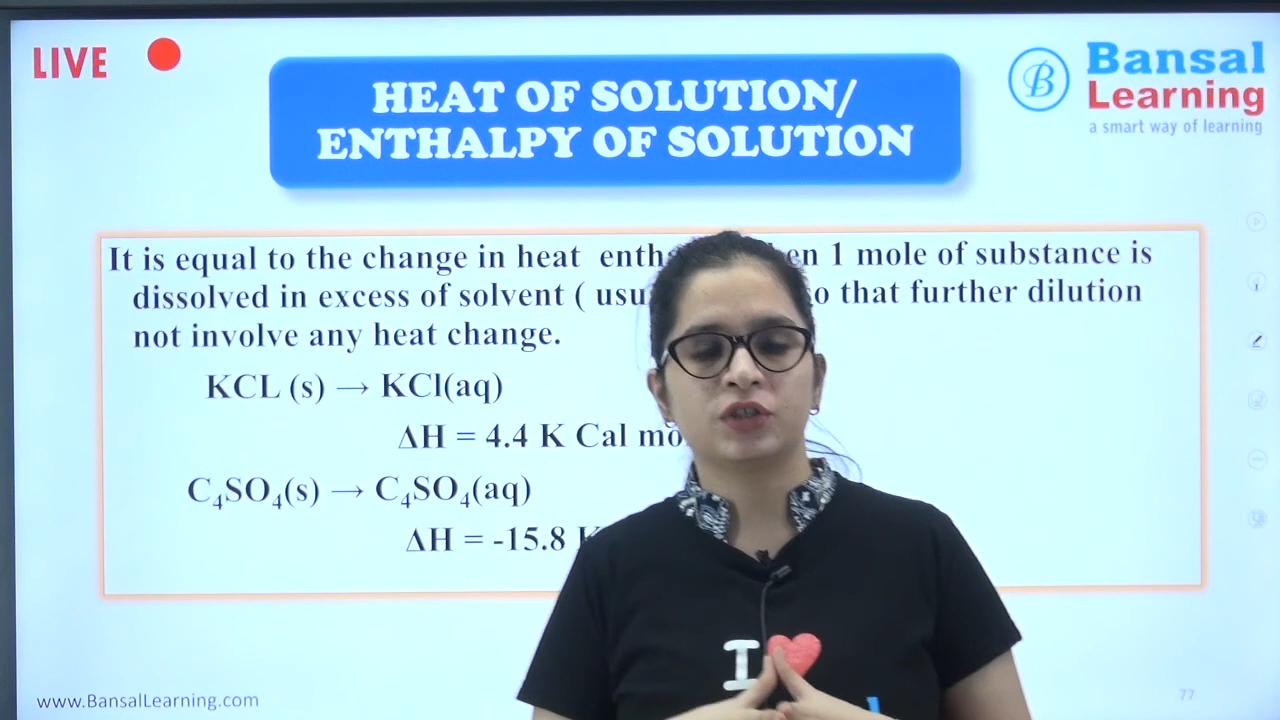 LIVE
HEAT OF SOLUTION/
ENTHALPY OF SOLUTION
B
Bansal
Learning
a smart way of learning
It is equal to the change in heat en 1 mole of substance is
dissolved in excess of solvent ( so that further dilution
not involve any heat change.
KCL (s) → KCl(aq)
ΔH = 4.4 K Cal
C₄SO₄(s) → C₄SO₄(aq)
ΔH = -15.8 K
I
www.BansalLearning.com
77